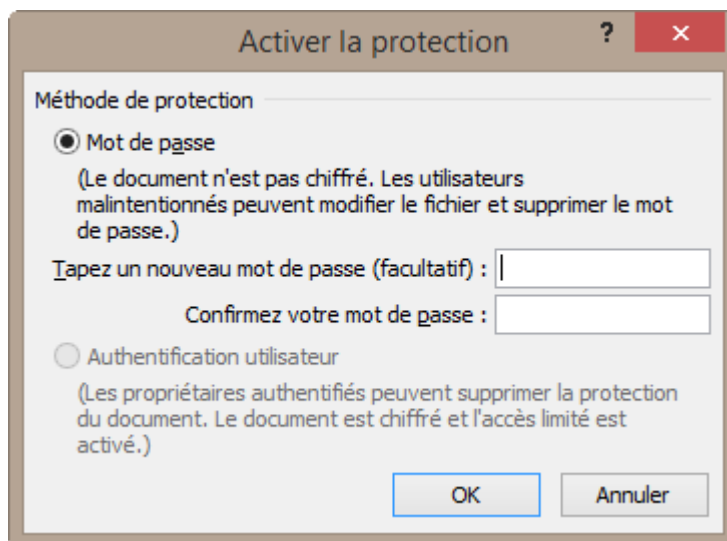 Activer la protection
?
×
Méthode de protection
Mot de passe
(Le document n'est pas chiffré. Les utilisateurs
malintentionnés peuvent modifier le fichier et supprimer le mot
de passe.)
Tapez un nouveau mot de passe (facultatif) :
Confirmez votre mot de passe :
Authentification utilisateur
(Les propriétaires authentifiés peuvent supprimer la protection
du document. Le document est chiffré et l'accès limité est
activé.)
OK Annuler